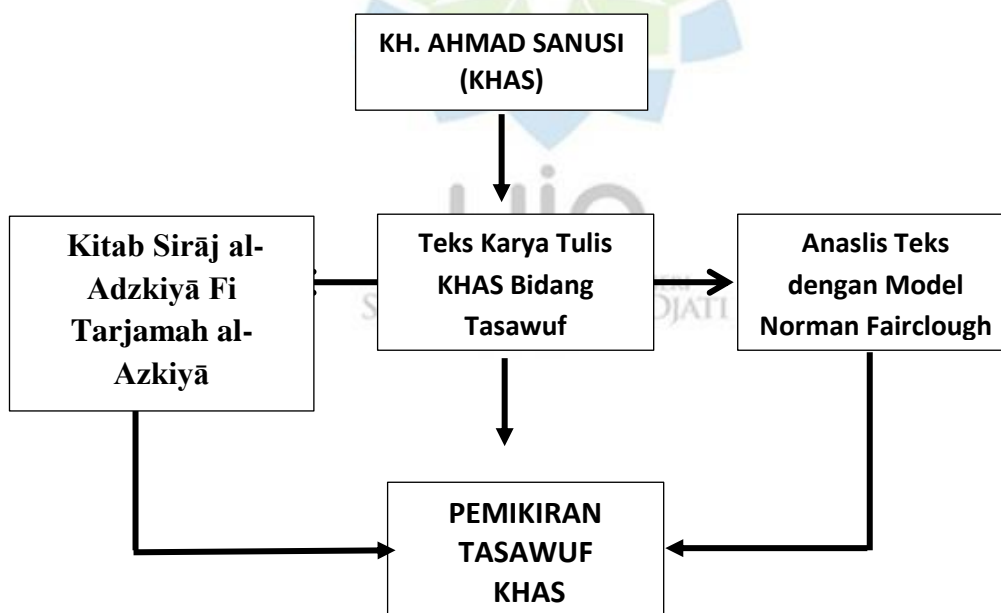 KH. AHMAD SANUSI
(KHAS)
Kitab Sirāj al-
Adzkiyā Fi
Tarjamah al-
Azkiyā
Teks Karya Tulis
KHAS Bidang
Tasawuf
Anaslis Teks
dengan Model
Norman Fairclough
PEMIKIRAN
TASAWUF
KHAS